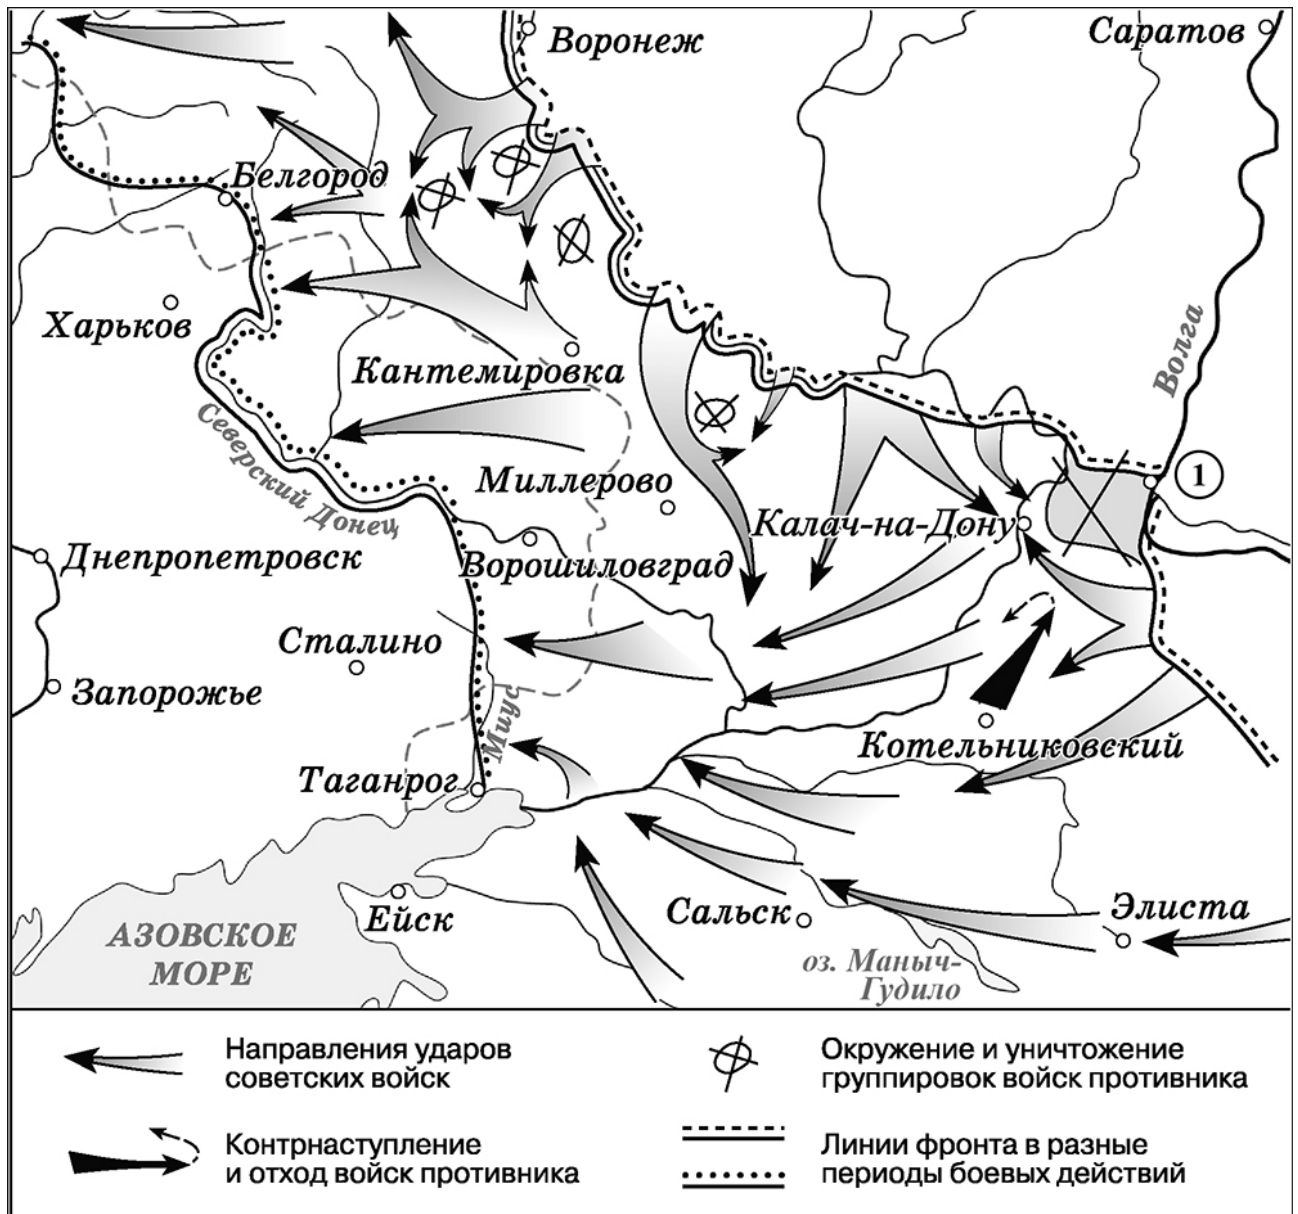 Воронеж
Саратов
Белгород
Харьков
Волга
Кантемировка
Северский Донец
Миллерово
1
Калач-на-Дону
Днепропетровск
Ворошиловград
Сталино
Запорожье
Миус
Котельниковский
Таганрог
Ейск
Сальск
Элиста
АЗОВСКОЕ
МОРЕ
оз. Маныч-
Гудило
Направления ударов
советских войск
Окружение и уничтожение
группировок войск противника
Контрнаступление
и отход войск противника
Линии фронта в разные
периоды боевых действий